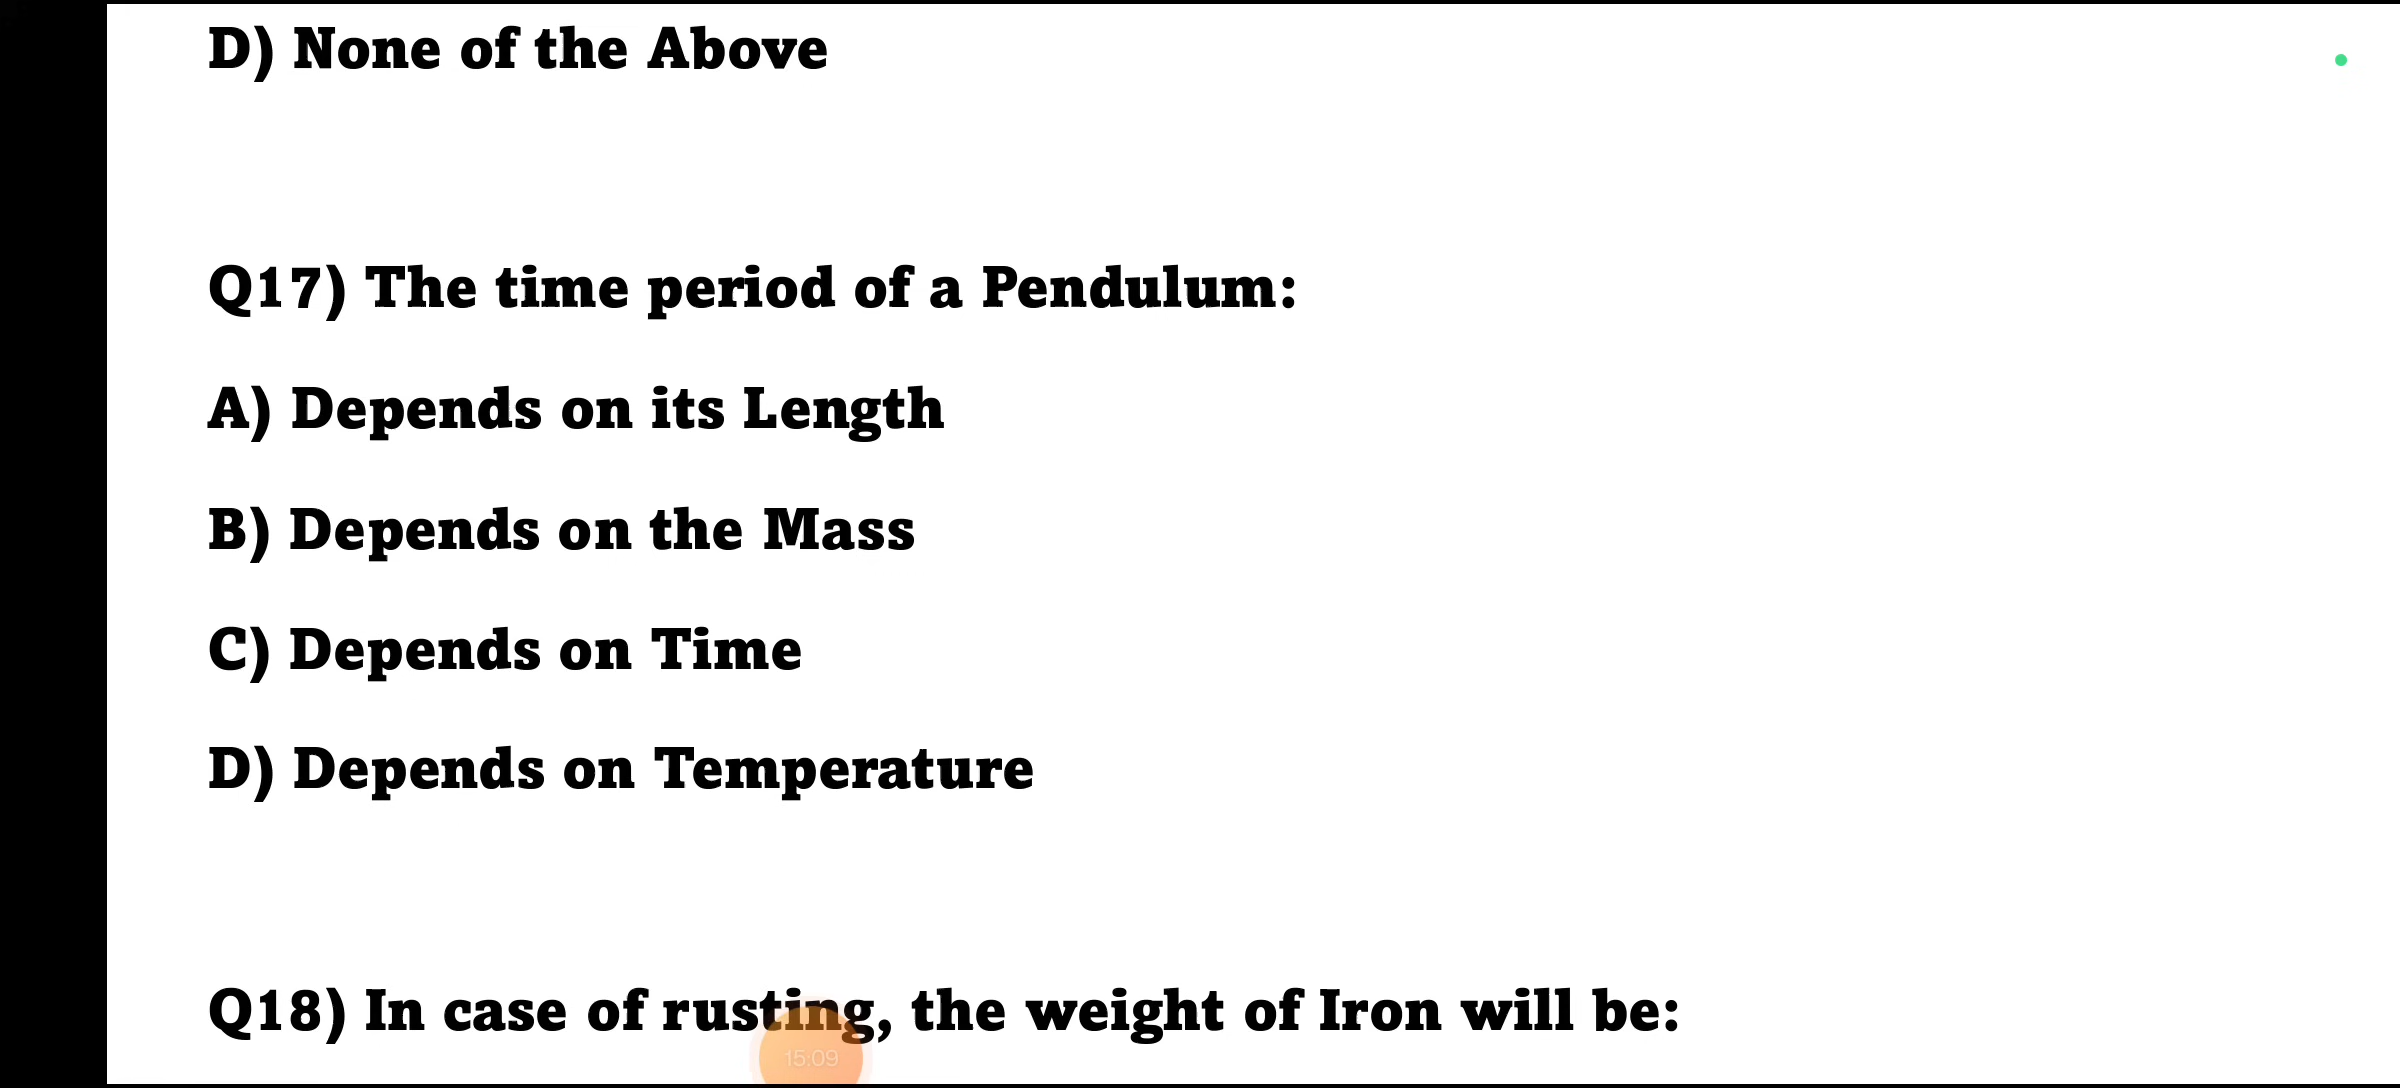 D) None of the Above
Q17) The time period of a Pendulum:
A) Depends on its Length
B) Depends on the Mass
C) Depends on Time
D) Depends on Temperature
Q18) In case of rusting, the weight of Iron will be:
15:09